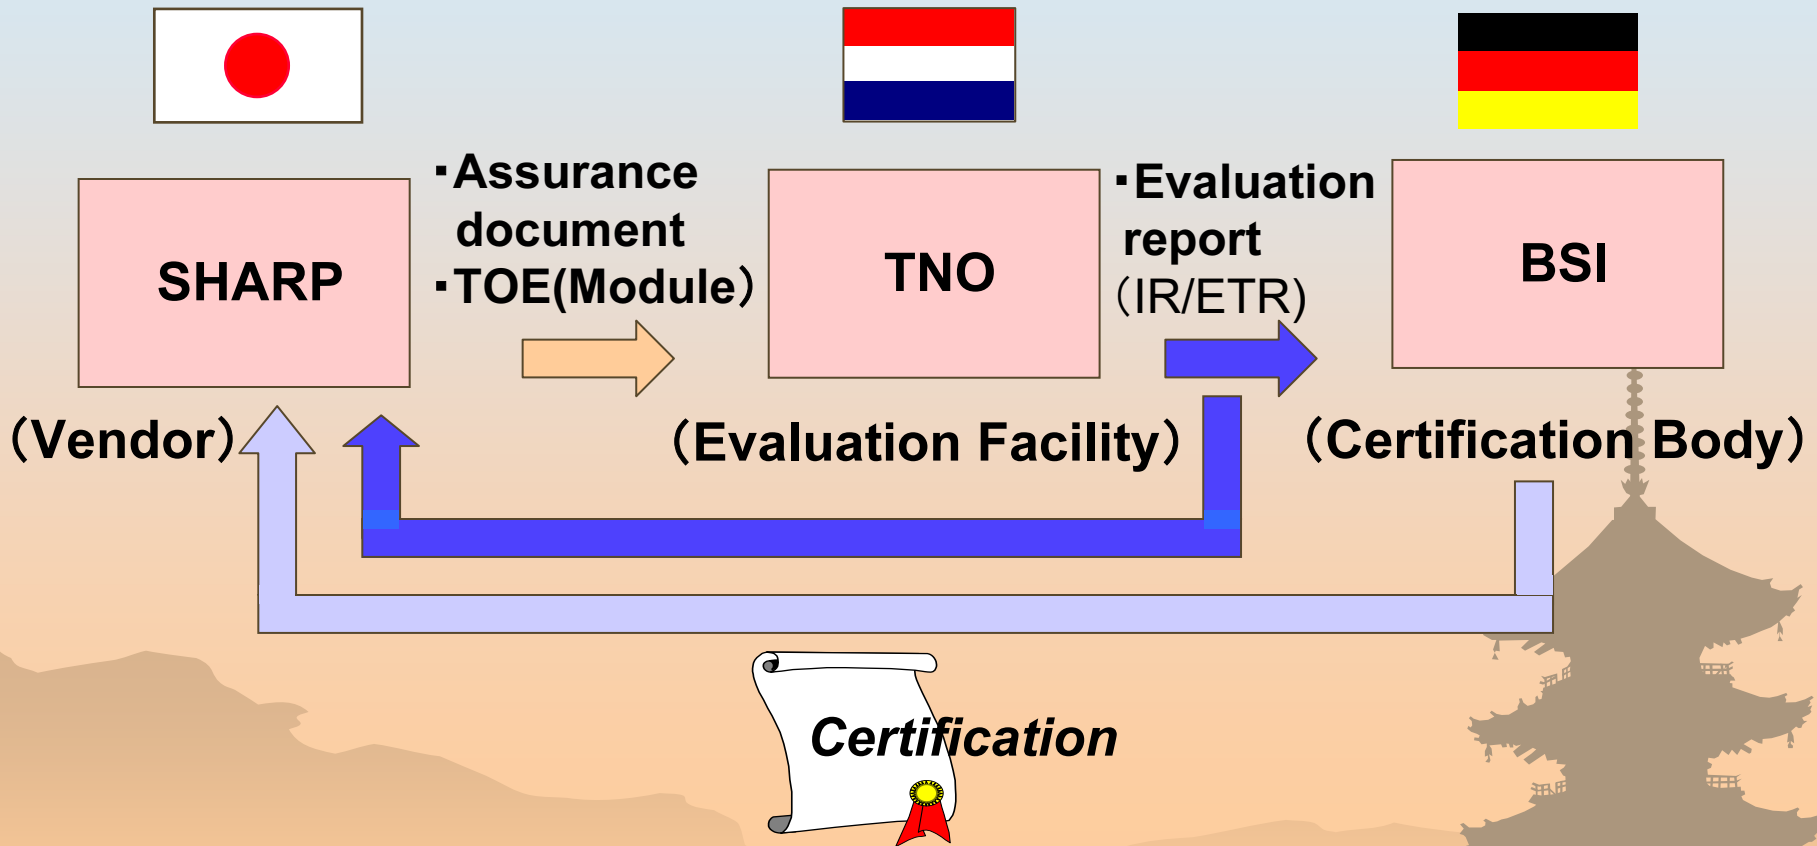 SHARP
(Vendor)
･Assurance
document
･TOE(Module）
TNO
（Evaluation Facility）
･Evaluation
report
（IR/ETR)
BSI
（Certification Body）
Certification